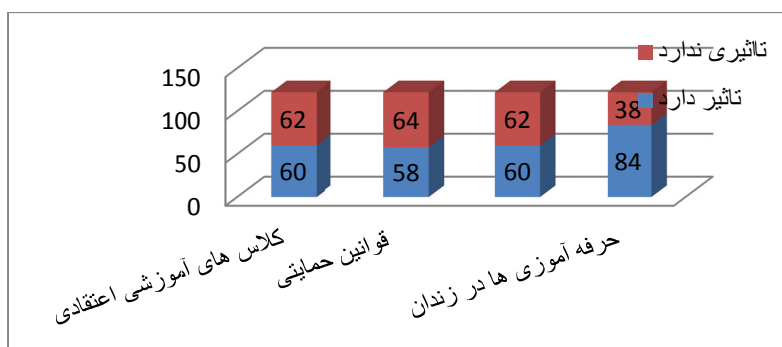 تااثیری ندارد
تاثیر دارد
150
100
50
0
62
64
62
38
60
58
60
84
کلاس های آموزشی اعتقادی
قوانین حمایتی
حرفه آموزی ها در زندان